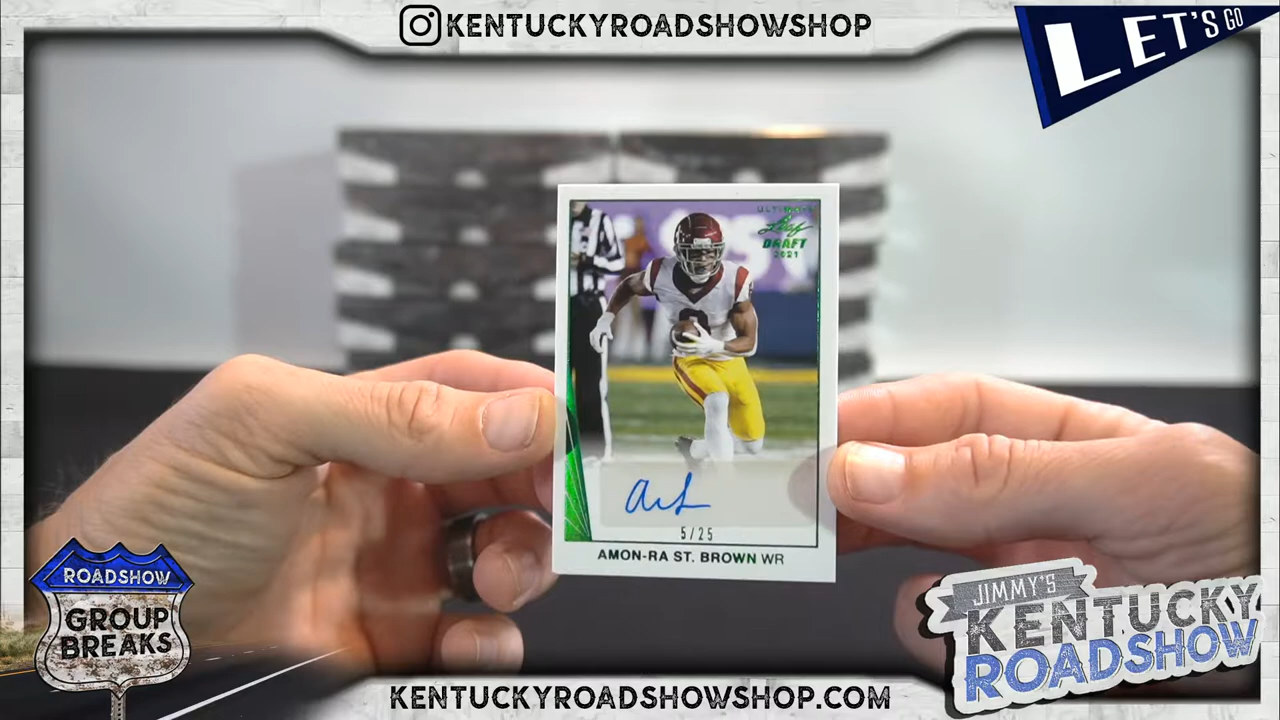 KENTUCKYROADSHOWSHOP
LET'S GO
ULTIMATE
Leaf
DRAFT
2021
5/25
AMON-RA ST. BROWN WR
ROADSHOW
GROUP
BREAKS
JIMMY'S
KENTUCKY
ROADSHOW
KENTUCKYROADSHOWSHOP.COM